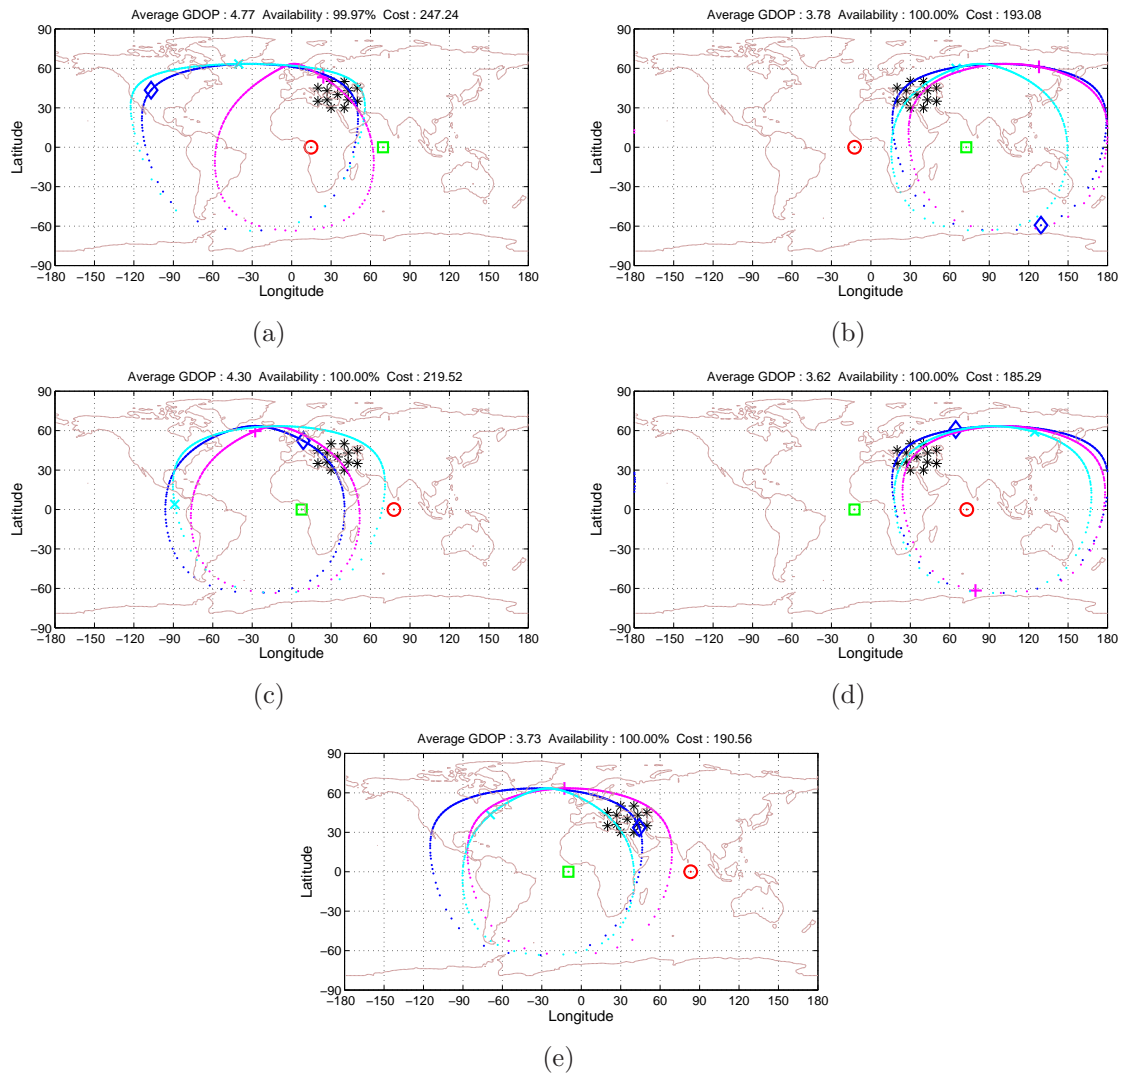 Average GDOP : 4.77 Availability : 99.97% Cost : 247.24
90
60
30
0
−30
−60
−90
Latitude
−180 −150 −120 −90 −60 −30 0 30 60 90 120 150 180
Longitude
(a)
Average GDOP : 3.78 Availability : 100.00% Cost : 193.08
90
60
30
0
−30
−60
−90
Latitude
−180 −150 −120 −90 −60 −30 0 30 60 90 120 150 180
Longitude
(b)
Average GDOP : 4.30 Availability : 100.00% Cost : 219.52
90
60
30
0
−30
−60
−90
Latitude
−180 −150 −120 −90 −60 −30 0 30 60 90 120 150 180
Longitude
(c)
Average GDOP : 3.62 Availability : 100.00% Cost : 185.29
90
60
30
0
−30
−60
−90
Latitude
−180 −150 −120 −90 −60 −30 0 30 60 90 120 150 180
Longitude
(d)
Average GDOP : 3.73 Availability : 100.00% Cost : 190.56
90
60
30
0
−30
−60
−90
Latitude
−180 −150 −120 −90 −60 −30 0 30 60 90 120 150 180
Longitude
(e)